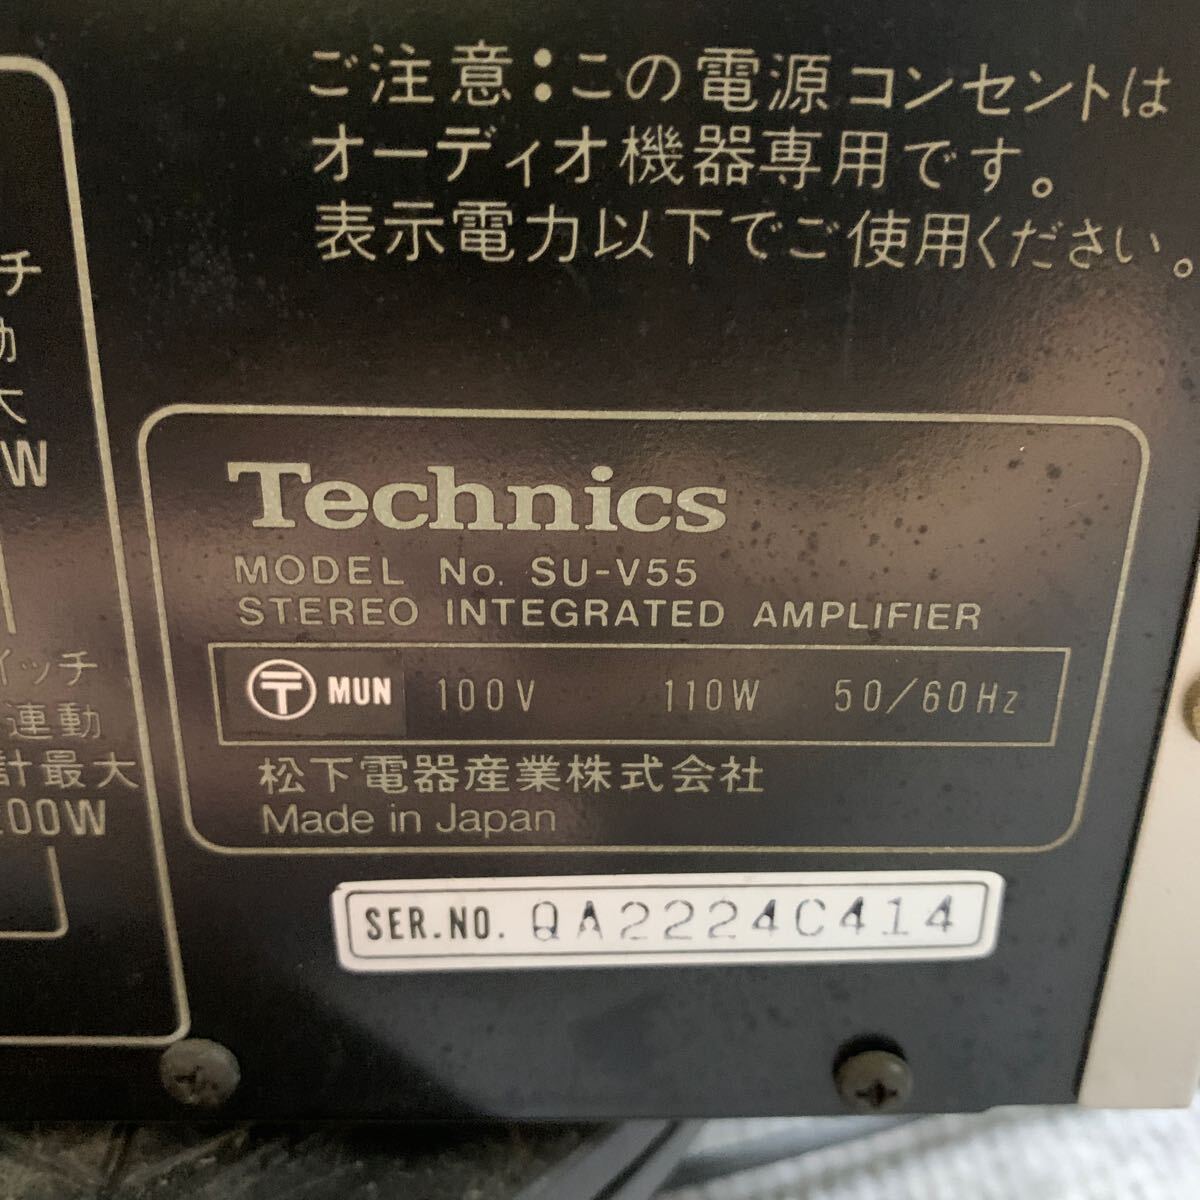 ご注意：この電源コンセントは
オーディオ機器専用です。
表示電力以下でご使用ください。
チ
動
大
W
イッチ
連動
計最大
200W
Technics
MODEL No. SU-V55
STEREO INTEGRATED AMPLIFIER
〒 MUN 100V 110W 50/60Hz
松下電器産業株式会社
Made in Japan
SER.NO. QA2224C414